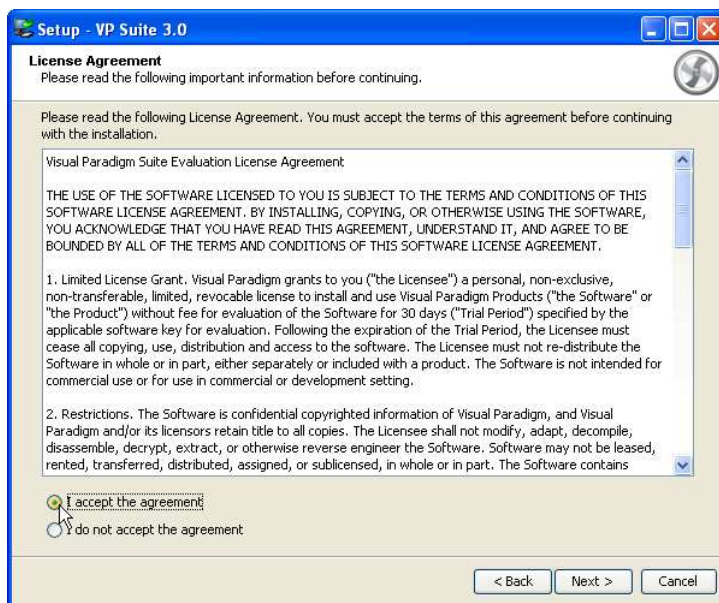 Setup - VP Suite 3.0
License Agreement
Please read the following important information before continuing.
Please read the following License Agreement. You must accept the terms of this agreement before continuing
with the installation.
Visual Paradigm Suite Evaluation License Agreement
THE USE OF THE SOFTWARE LICENSED TO YOU IS SUBJECT TO THE TERMS AND CONDITIONS OF THIS
SOFTWARE LICENSE AGREEMENT. BY INSTALLING, COPYING, OR OTHERWISE USING THE SOFTWARE,
YOU ACKNOWLEDGE THAT YOU HAVE READ THIS AGREEMENT, UNDERSTAND IT, AND AGREE TO BE
BOUNDED BY ALL OF THE TERMS AND CONDITIONS OF THIS SOFTWARE LICENSE AGREEMENT.
1. Limited License Grant. Visual Paradigm grants to you ("the Licensee") a personal, non-exclusive,
non-transferable, limited, revocable license to install and use Visual Paradigm Products ("the Software" or
"the Product") without fee for evaluation of the Software for 30 days ("Trial Period") specified by the
applicable software key for evaluation. Following the expiration of the Trial Period, the Licensee must
cease all copying, use, distribution and access to the software. The Licensee must not re-distribute the
Software in whole or in part, either separately or included with a product. The Software is not intended for
commercial use or for use in commercial or development setting.
2. Restrictions. The Software is confidential copyrighted information of Visual Paradigm, and Visual
Paradigm and/or its licensors retain title to all copies. The Licensee shall not modify, adapt, decompile,
disassemble, decrypt, extract, or otherwise reverse engineer the Software. Software may not be leased,
rented, transferred, distributed, assigned, or sublicensed, in whole or in part. The Software contains
I accept the agreement
I do not accept the agreement
< Back
Next >
Cancel